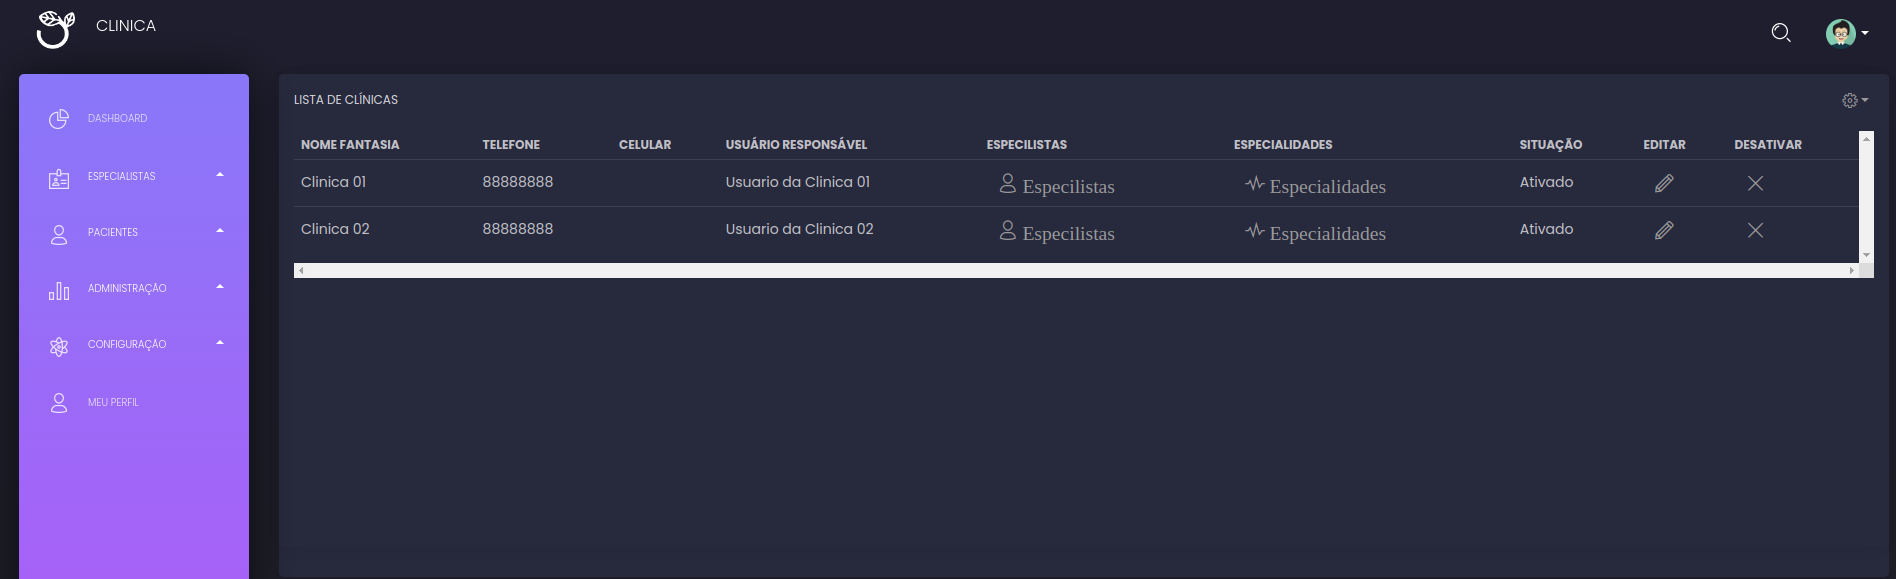 CLINICA
DASHBOARD
ESPECIALISTAS
PACIENTES
ADMINISTRAÇÃO
CONFIGURAÇÃO
MEU PERFIL
LISTA DE CLÍNICAS
NOME FANTASIA TELEFONE CELULAR USUÁRIO RESPONSÁVEL ESPECILISTAS ESPECIALIDADES SITUAÇÃO EDITAR DESATIVAR
Clinica 01 88888888 Usuario da Clinica 01 Especilistas Especialidades Ativado
Clinica 02 88888888 Usuario da Clinica 02 Especilistas Especialidades Ativado